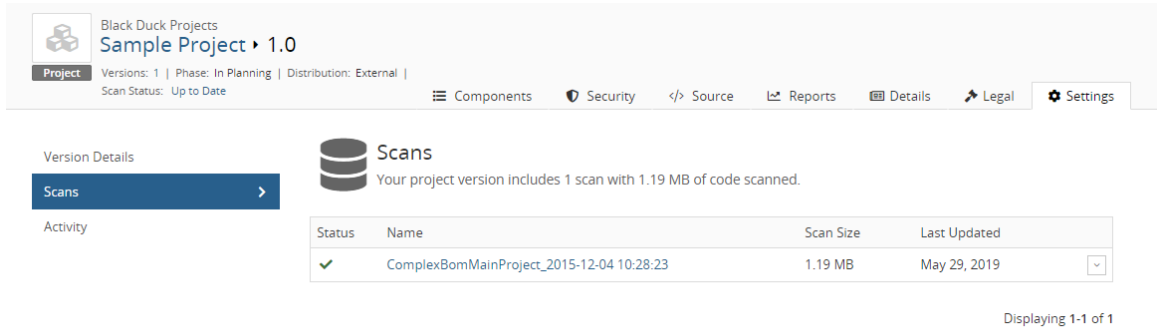 Black Duck Projects
Sample Project ▸ 1.0
Project
Versions: 1 | Phase: In Planning | Distribution: External |
Scan Status: Up to Date
Components Security </> Source Reports Details Legal Settings
Version Details
Scans
Activity
Scans
Your project version includes 1 scan with 1.19 MB of code scanned.
Status Name Scan Size Last Updated
ComplexBomMainProject_2015-12-04 10:28:23 1.19 MB May 29, 2019
Displaying 1-1 of 1